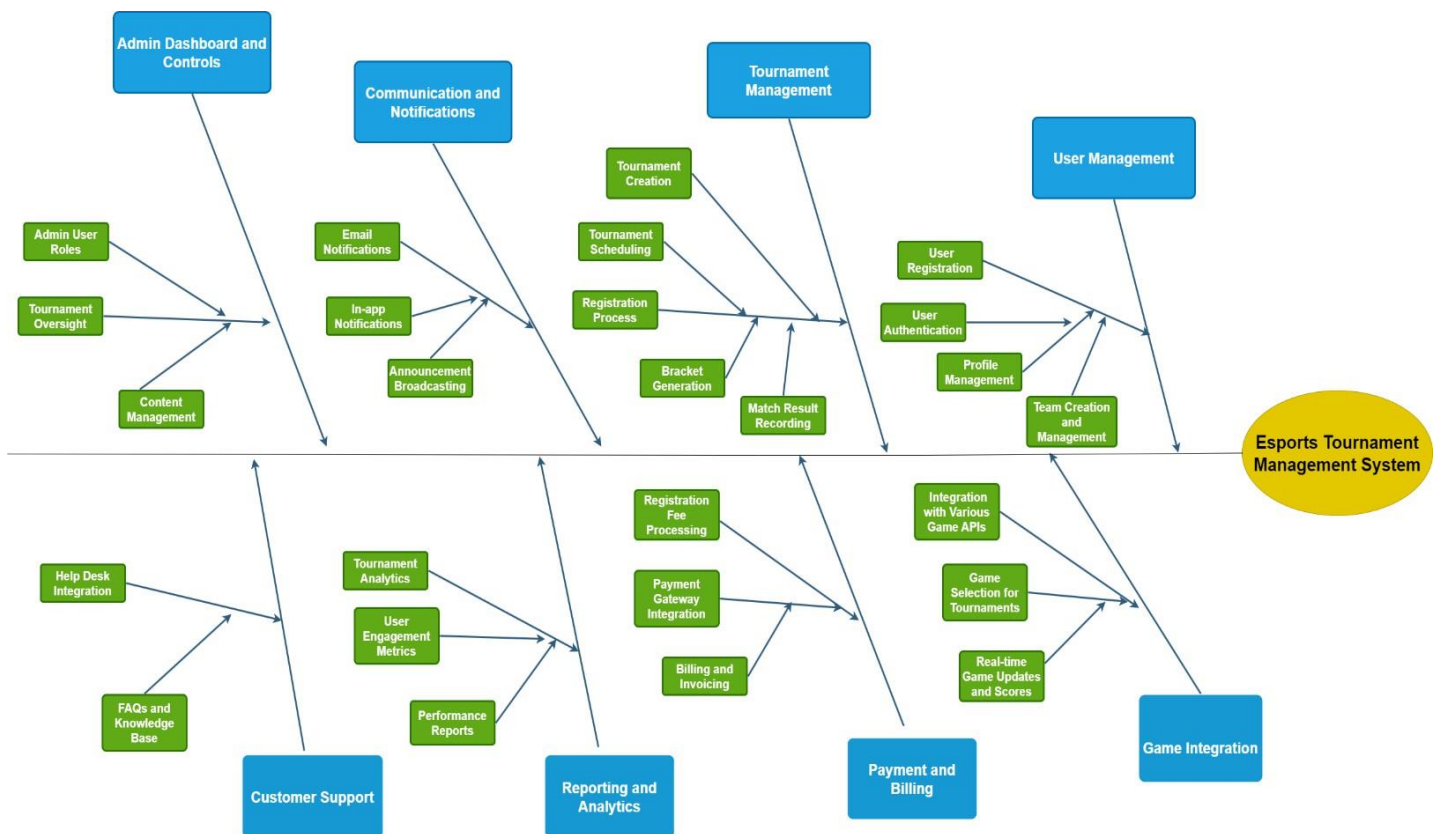 Admin Dashboard and
Controls
Communication and
Notifications
Tournament
Management
User Management
Admin User
Roles
Tournament
Oversight
Content
Management
Email
Notifications
In-app
Notifications
Announcement
Broadcasting
Tournament
Creation
Tournament
Scheduling
Registration
Process
Bracket
Generation
Match Result
Recording
User
Registration
User
Authentication
Profile
Management
Team Creation
and
Management
Esports Tournament
Management System
Help Desk
Integration
FAQs and
Knowledge
Base
Customer Support
Tournament
Analytics
User
Engagement
Metrics
Performance
Reports
Reporting and
Analytics
Registration
Fee
Processing
Payment
Gateway
Integration
Billing and
Invoicing
Payment and
Billing
Integration
with Various
Game APIs
Game
Selection for
Tournaments
Real-time
Game Updates
and Scores
Game Integration